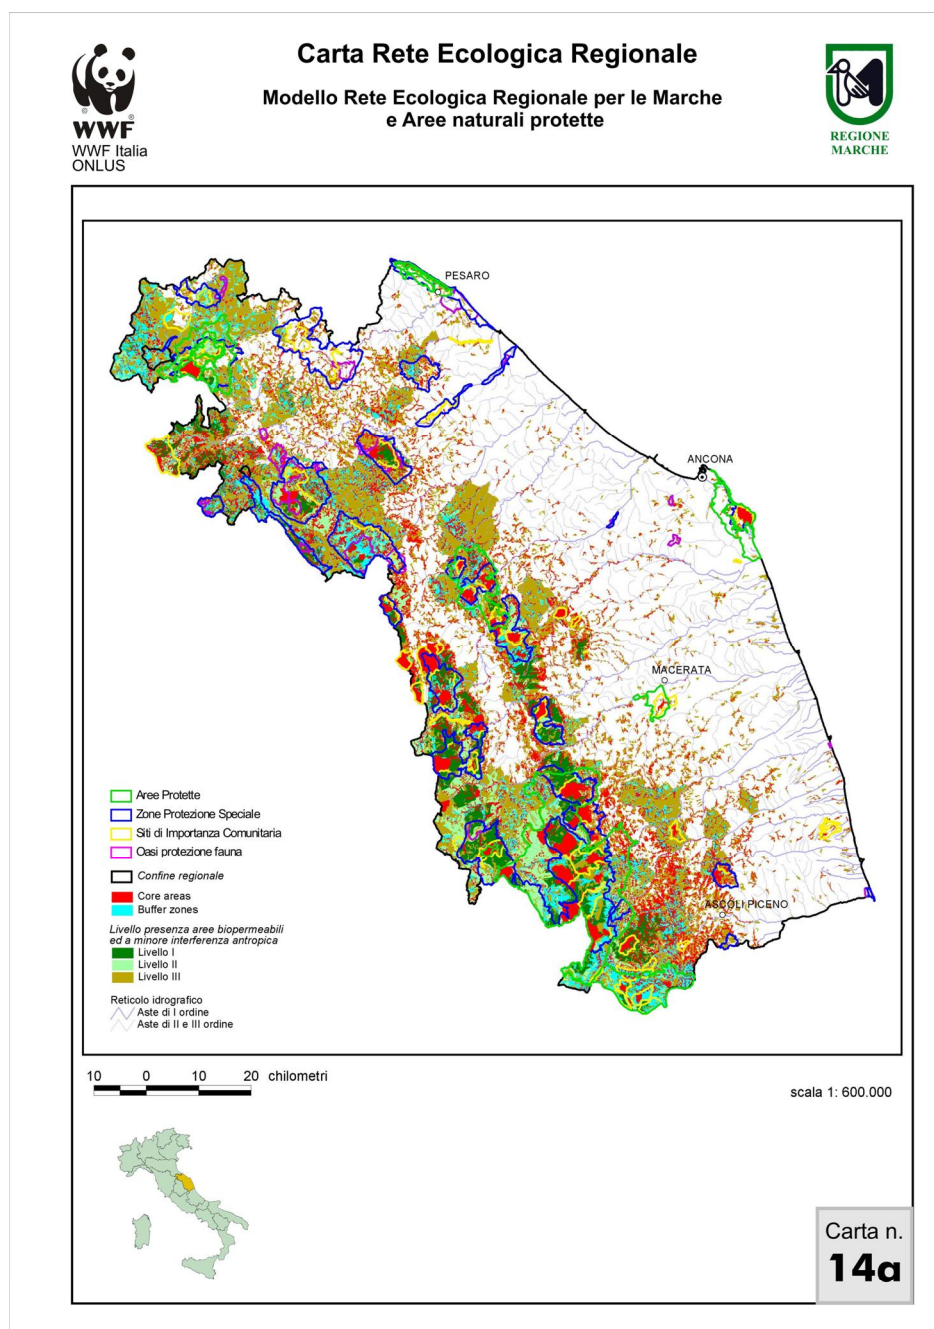 Carta Rete Ecologica Regionale
Modello Rete Ecologica Regionale per le Marche
e Aree naturali protette
©
®
WWF
WWF Italia
ONLUS
REGIONE
MARCHE
PESARO
ANCONA
MACERATA
ASCOLI PICENO
Aree Protette
Zone Protezione Speciale
Siti di Importanza Comunitaria
Oasi protezione fauna
Confine regionale
Core areas
Buffer zones
Livello presenza aree biopermeabili
ed a minore interferenza antropica
Livello I
Livello II
Livello III
Reticolo idrografico
Aste di I ordine
Aste di II e III ordine
10 0 10 20 chilometri
scala 1: 600.000
Carta n.
14a